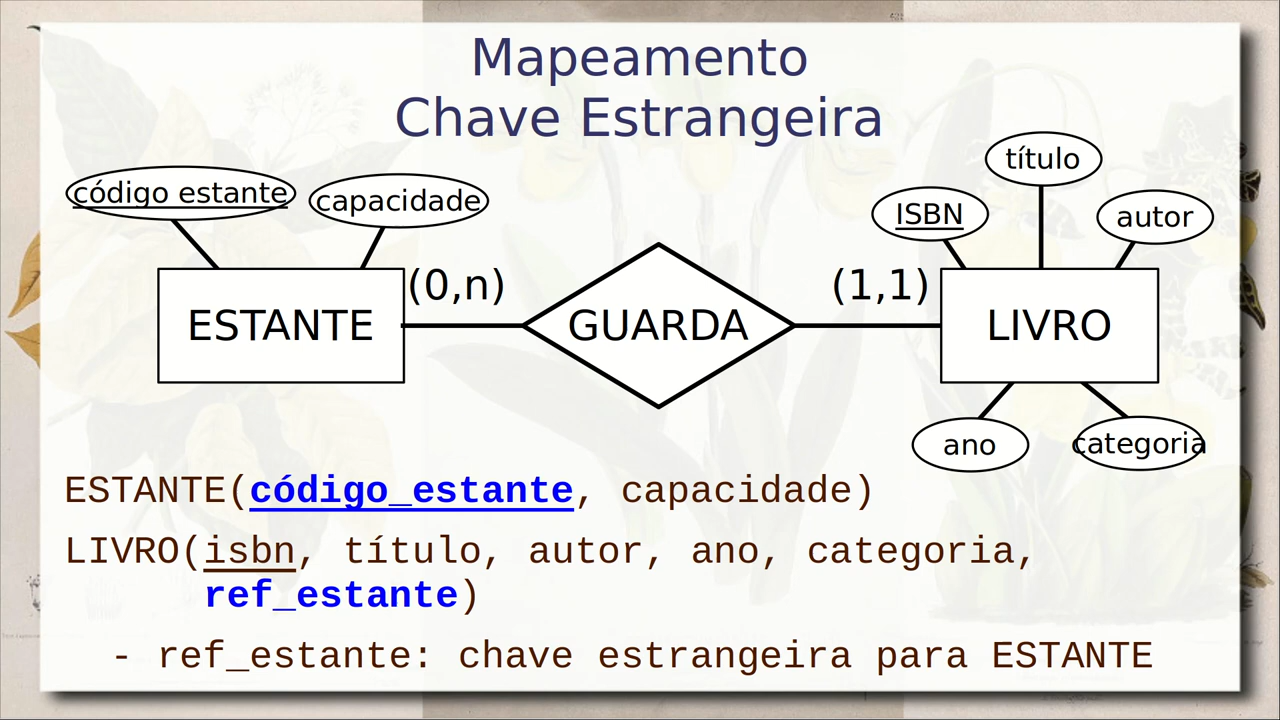 Mapeamento
Chave Estrangeira
título
código estante
capacidade
ISBN
autor
(0,n)
(1,1)
ESTANTE
GUARDA
LIVRO
ano
categoria
ESTANTE(código_estante, capacidade)
LIVRO(isbn, título, autor, ano, categoria,
ref_estante)
- ref_estante: chave estrangeira para ESTANTE